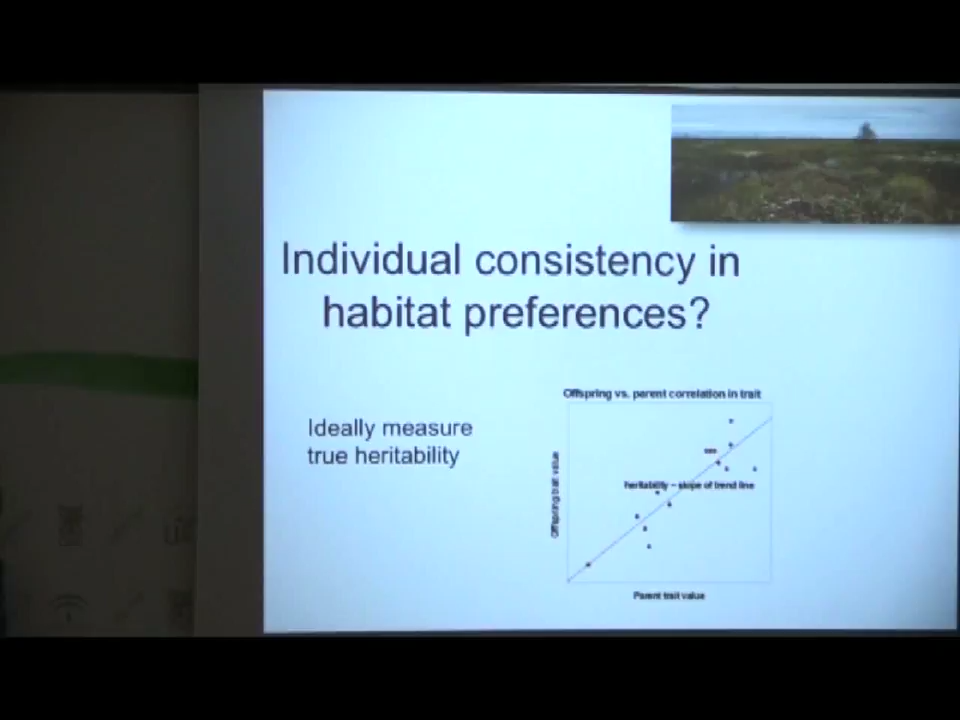 Individual consistency in
habitat preferences?
Ideally measure
true heritability
Offspring vs. parent correlation in trait
Offspring trait value
heritability – slope of trend line
Parent trait value